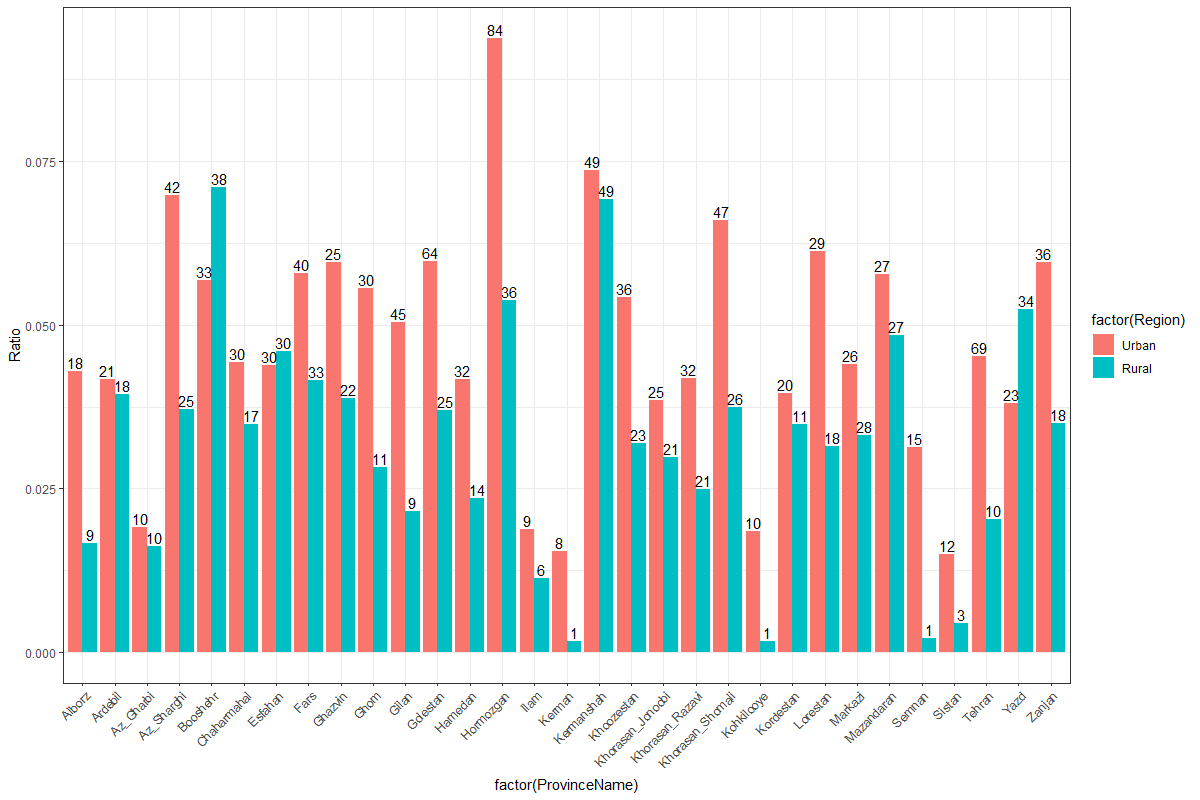 84
49
42
38
49
47
33
40
25
64
29
27
36
30
36
45
36
34
18
21
30
30
32
32
26
69
18
33
25
20
27
23
25
22
25
26
17
11
18
28
18
23
21
15
11
14
21
9
10
10
9
10
12
10
9
8
6
3
1
1
1
0.075
0.050
0.025
0.000
Ratio
factor(Region)
Urban
Rural
Alborz
Ardebil
Az_Gharbi
Az_Sharghi
Booshehr
Chaharmahal
Esfahan
Fars
Ghazvin
Ghom
Gilan
Golestan
Hamedan
Hormozgan
Ilam
Kerman
Kermanshah
Khoozestan
Khorasan_Jonoobi
Khorasan_Razavi
Khorasan_Shomali
Kohkilooye
Kordestan
Lorestan
Markazi
Mazandaran
Semnan
Sistan
Tehran
Yazd
Zanjan
factor(ProvinceName)